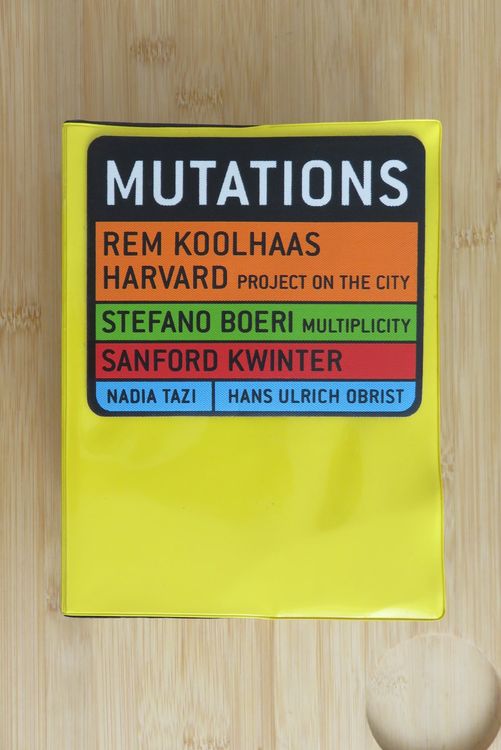 MUTATIONS
REM KOOLHAAS
HARVARD PROJECT ON THE CITY
STEFANO BOERI MULTIPLICITY
SANFORD KWINTER
NADIA TAZI
HANS ULRICH OBRIST